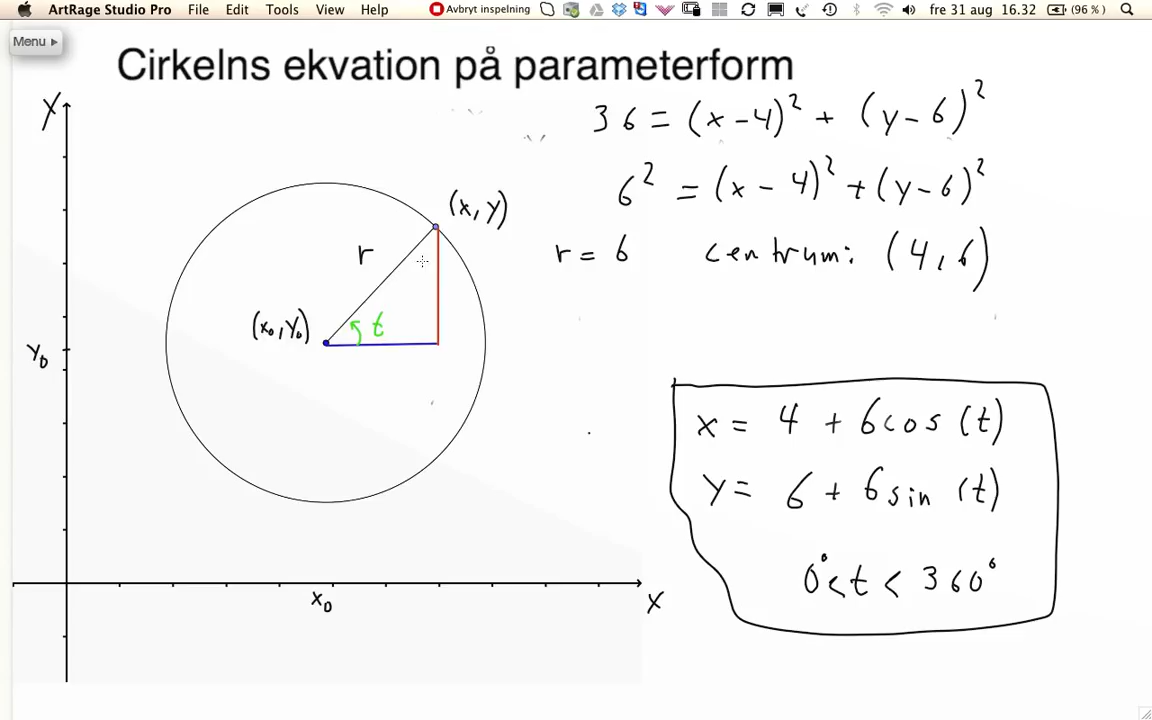 ArtRage Studio Pro File Edit Tools View Help Avbryt inspelning fre 31 aug 16.32 (96 %)
Menu
Cirkelns ekvation på parameterform
Y
36 = (x-4)² + (y-6)²
6² = (x-4)² + (y-6)²
(x,y)
r
r = 6 centrum: (4,6)
(x₀,y₀)
t
y₀
x = 4 + 6cos(t)
y = 6 + 6sin(t)
0°<t<360°
x₀
X